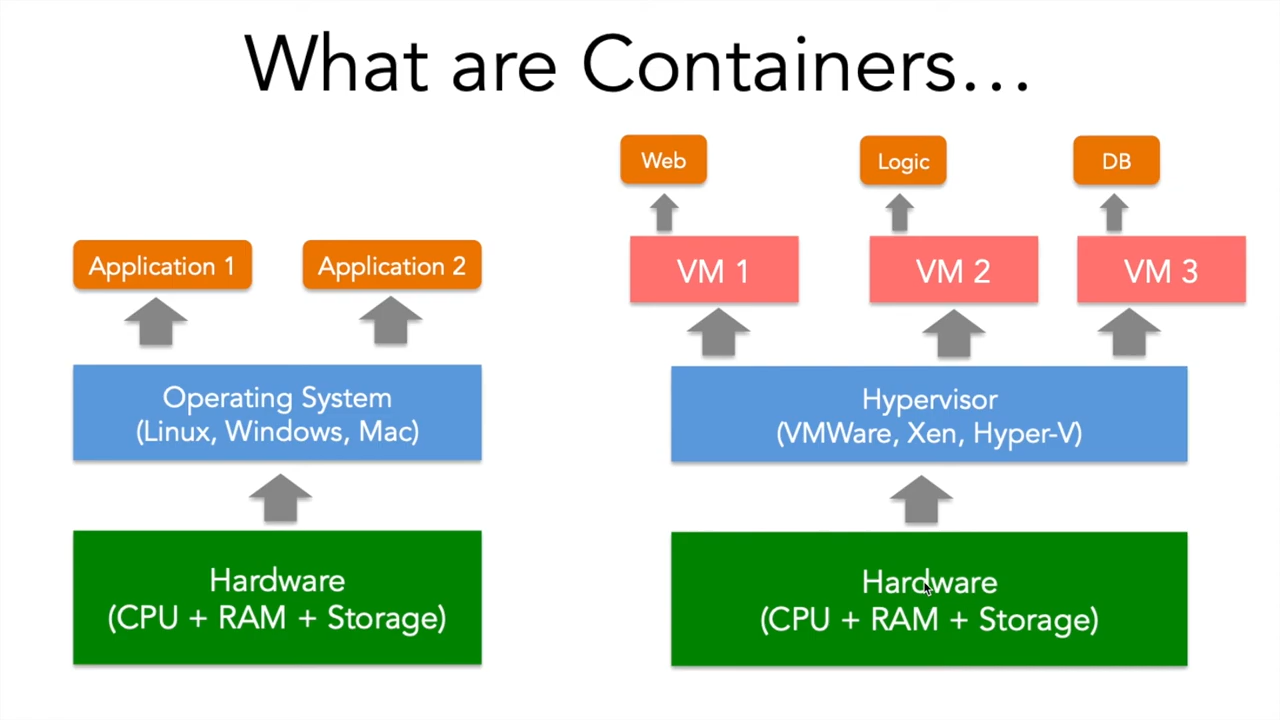 What are Containers...
Application 1
Application 2
Operating System
(Linux, Windows, Mac)
Hardware
(CPU + RAM + Storage)
Web
Logic
DB
VM 1
VM 2
VM 3
Hypervisor
(VMWare, Xen, Hyper-V)
Hardware
(CPU + RAM + Storage)